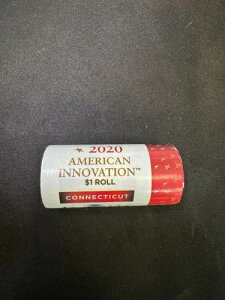 2020
AMERICAN
INNOVATION™
$1 ROLL
CONNECTICUT